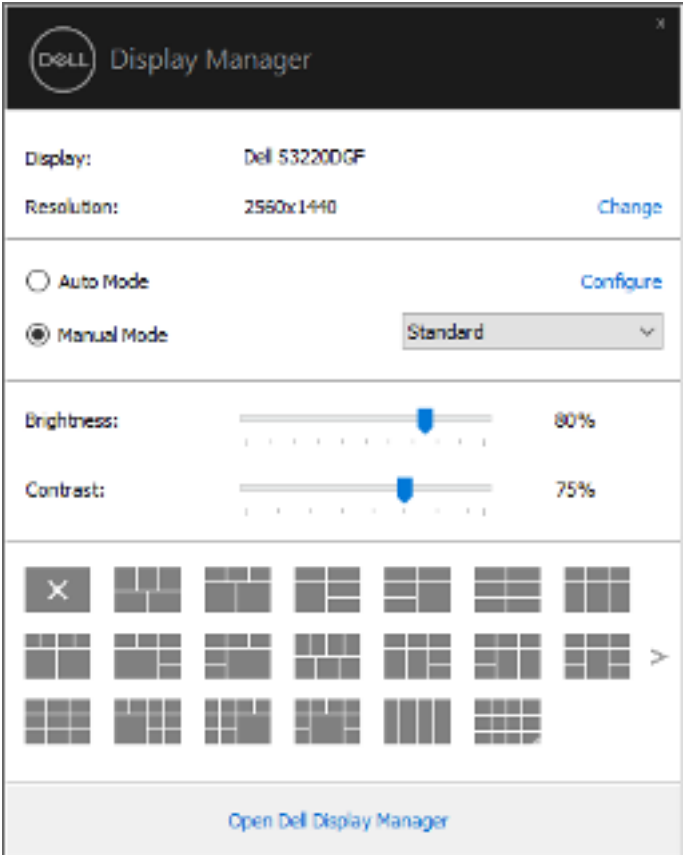 DELL Display Manager x
Display: Dell S3220DGF
Resolution: 2560x1440 Change
Auto Mode Configure
Manual Mode Standard
Brightness: 80%
Contrast: 75%
Open Dell Display Manager